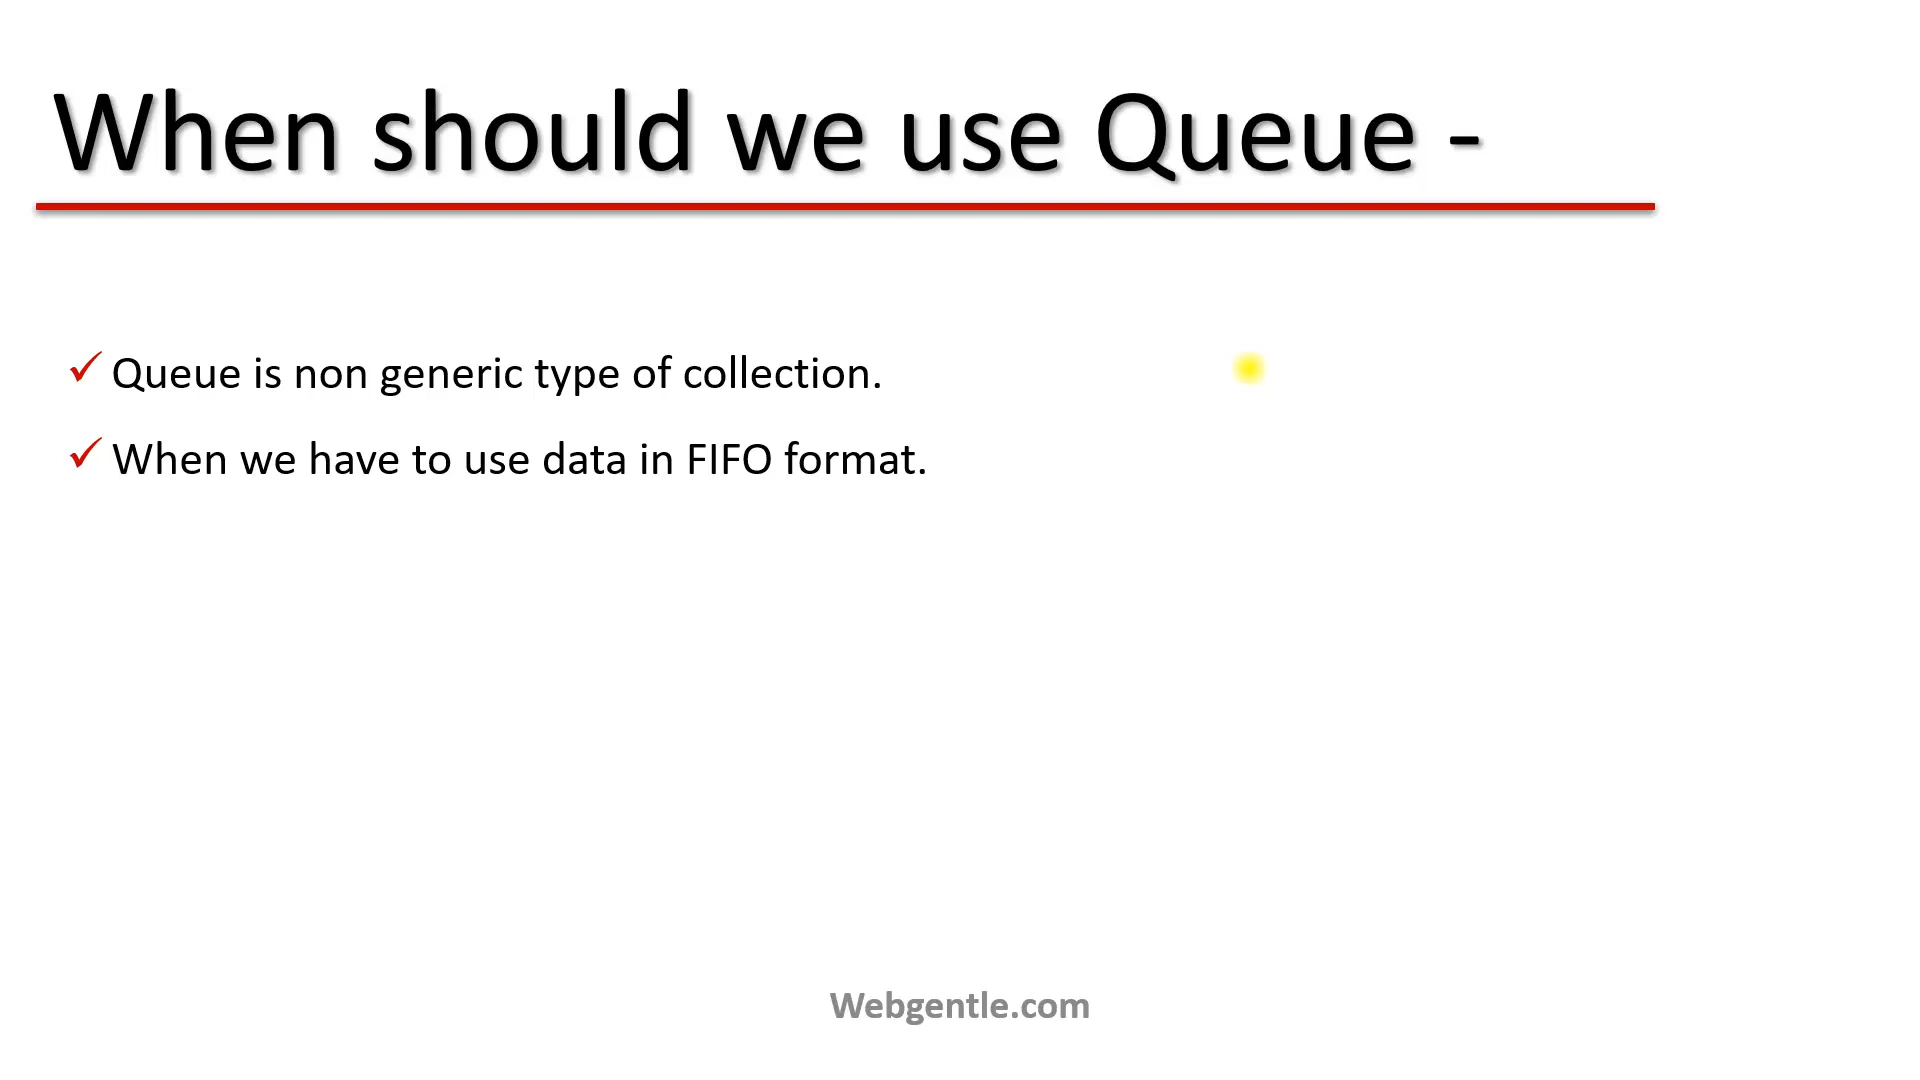 When should we use Queue -
✓ Queue is non generic type of collection.
✓ When we have to use data in FIFO format.
Webgentle.com